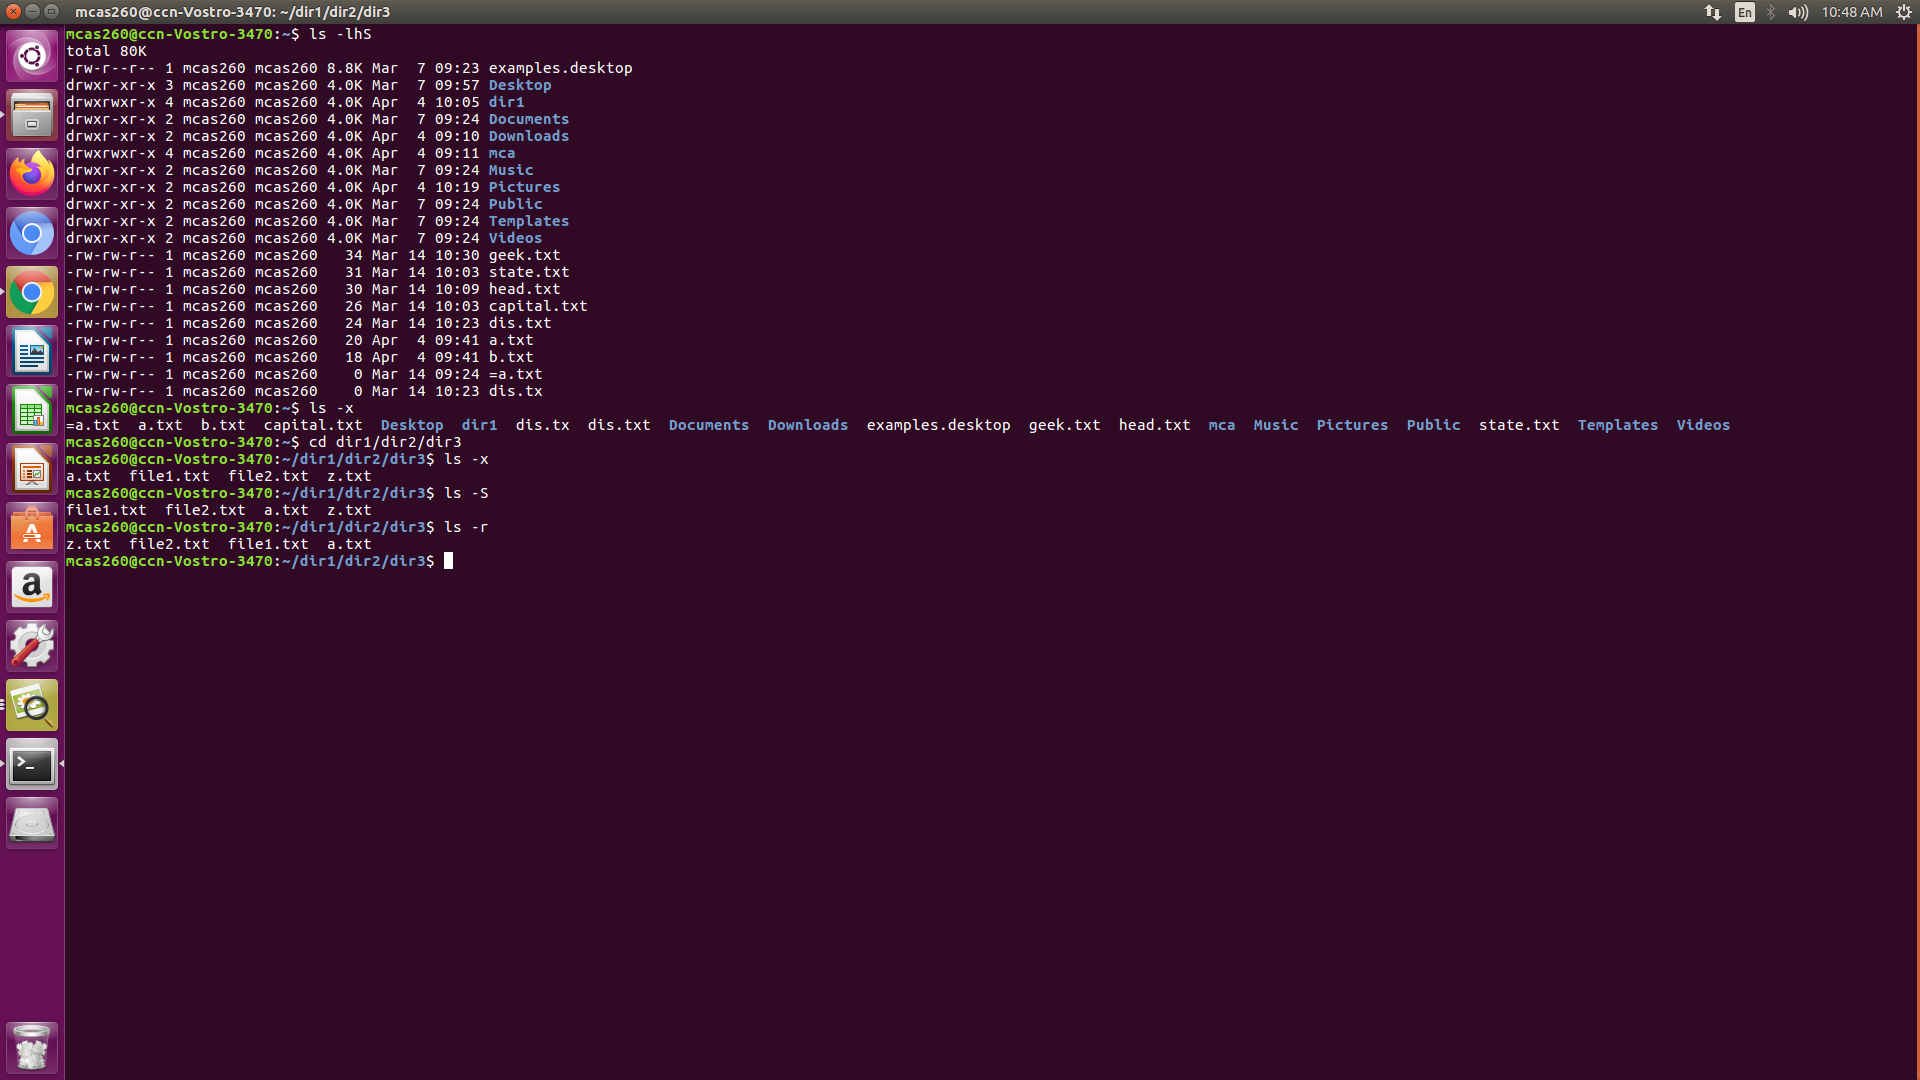 mcas260@ccn-Vostro-3470: ~/dir1/dir2/dir3
En 10:48 AM
mcas260@ccn-Vostro-3470:~$ ls -lhS
total 80K
-rw-r--r-- 1 mcas260 mcas260 8.8K Mar  7 09:23 examples.desktop
drwxr-xr-x 3 mcas260 mcas260 4.0K Mar  7 09:57 Desktop
drwxrwxr-x 4 mcas260 mcas260 4.0K Apr  4 10:05 dir1
drwxr-xr-x 2 mcas260 mcas260 4.0K Mar  7 09:24 Documents
drwxr-xr-x 2 mcas260 mcas260 4.0K Apr  4 09:10 Downloads
drwxrwxr-x 4 mcas260 mcas260 4.0K Apr  4 09:11 mca
drwxr-xr-x 2 mcas260 mcas260 4.0K Mar  7 09:24 Music
drwxr-xr-x 2 mcas260 mcas260 4.0K Apr  4 10:19 Pictures
drwxr-xr-x 2 mcas260 mcas260 4.0K Mar  7 09:24 Public
drwxr-xr-x 2 mcas260 mcas260 4.0K Mar  7 09:24 Templates
drwxr-xr-x 2 mcas260 mcas260 4.0K Mar  7 09:24 Videos
-rw-rw-r-- 1 mcas260 mcas260   34 Mar 14 10:30 geek.txt
-rw-rw-r-- 1 mcas260 mcas260   31 Mar 14 10:03 state.txt
-rw-rw-r-- 1 mcas260 mcas260   30 Mar 14 10:09 head.txt
-rw-rw-r-- 1 mcas260 mcas260   26 Mar 14 10:03 capital.txt
-rw-rw-r-- 1 mcas260 mcas260   24 Mar 14 10:23 dis.txt
-rw-rw-r-- 1 mcas260 mcas260   20 Apr  4 09:41 a.txt
-rw-rw-r-- 1 mcas260 mcas260   18 Apr  4 09:41 b.txt
-rw-rw-r-- 1 mcas260 mcas260    0 Mar 14 09:24 =a.txt
-rw-rw-r-- 1 mcas260 mcas260    0 Mar 14 10:23 dis.tx
mcas260@ccn-Vostro-3470:~$ ls -x
=a.txt  a.txt  b.txt  capital.txt  Desktop  dir1  dis.tx  dis.txt  Documents  Downloads  examples.desktop  geek.txt  head.txt  mca  Music  Pictures  Public  state.txt  Templates  Videos
mcas260@ccn-Vostro-3470:~$ cd dir1/dir2/dir3
mcas260@ccn-Vostro-3470:~/dir1/dir2/dir3$ ls -x
a.txt  file1.txt  file2.txt  z.txt
mcas260@ccn-Vostro-3470:~/dir1/dir2/dir3$ ls -S
file1.txt  file2.txt  a.txt  z.txt
mcas260@ccn-Vostro-3470:~/dir1/dir2/dir3$ ls -r
z.txt  file2.txt  file1.txt  a.txt
mcas260@ccn-Vostro-3470:~/dir1/dir2/dir3$